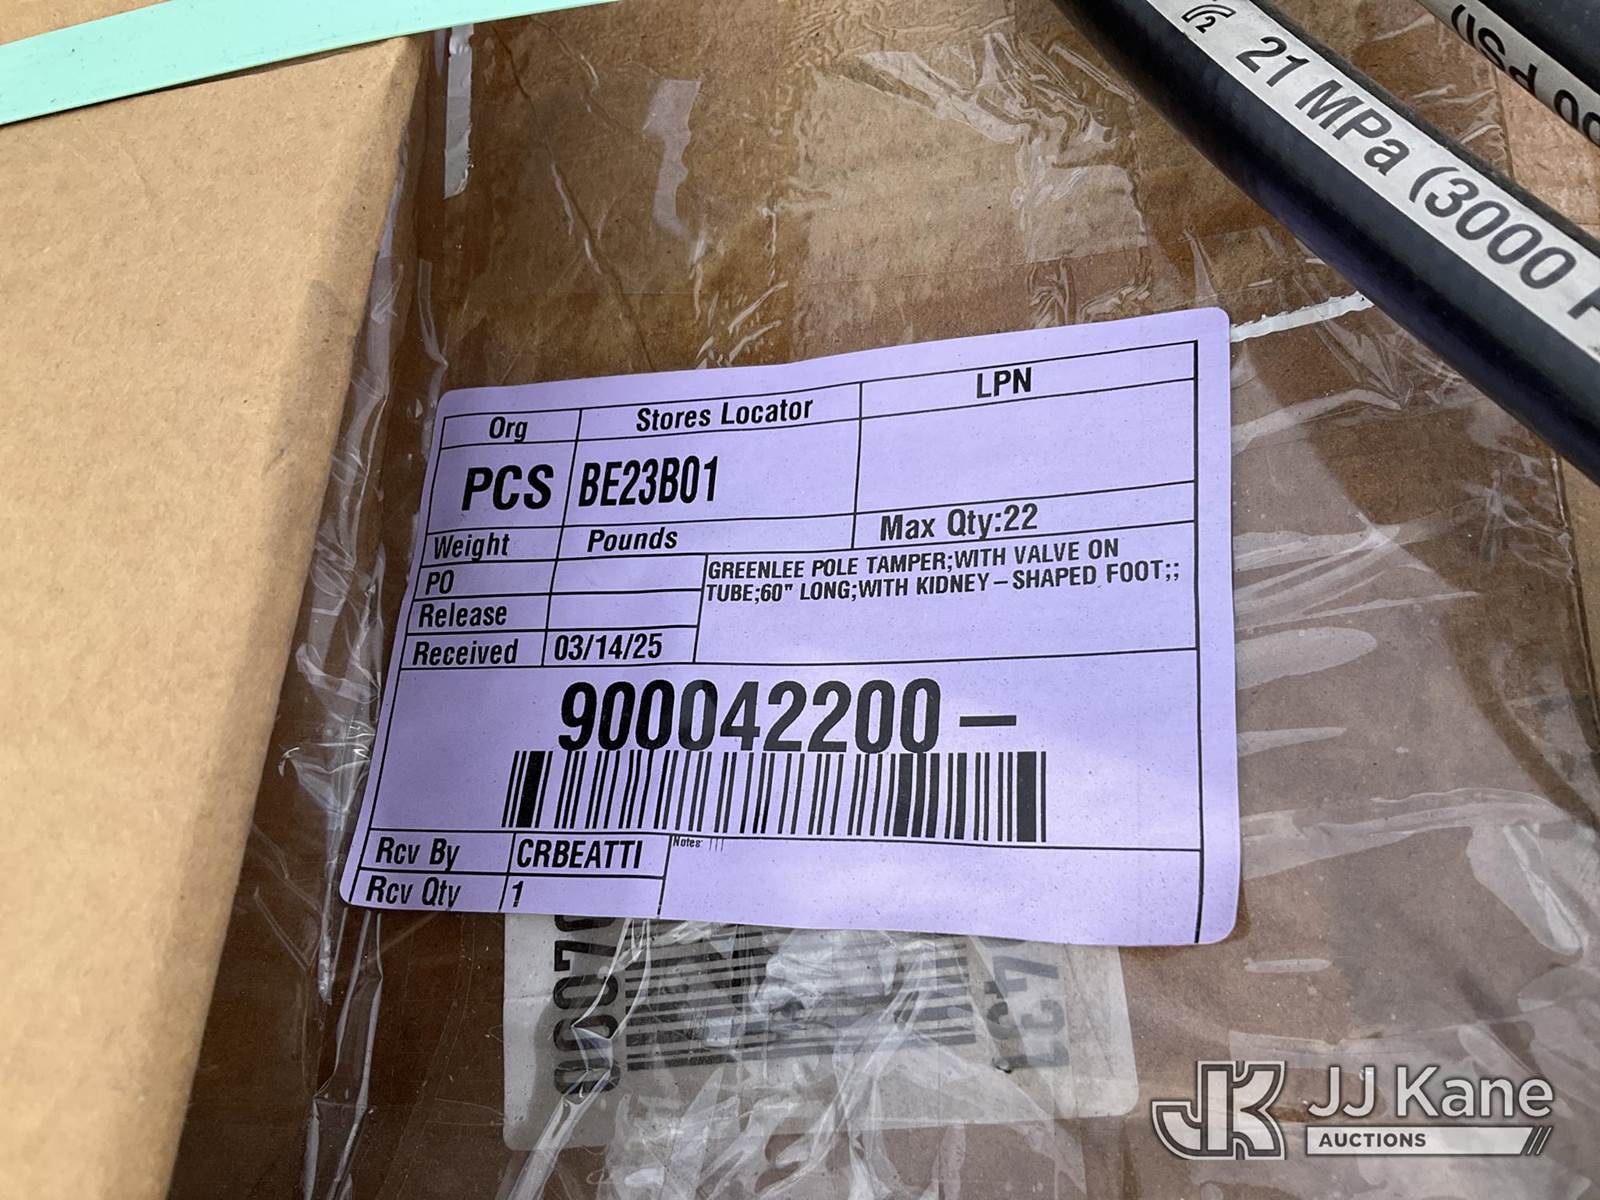 21 MPa (3000 P
00 PSI)
Org Stores Locator LPN
PCS BE23B01
Weight Pounds Max Qty:22
PO
GREENLEE POLE TAMPER;WITH VALVE ON
TUBE;60" LONG;WITH KIDNEY-SHAPED FOOT;;
Release
Received 03/14/25
900042200-
Rcv By CRBEATTI Notes:
Rcv Qty 1
JJ Kane
AUCTIONS